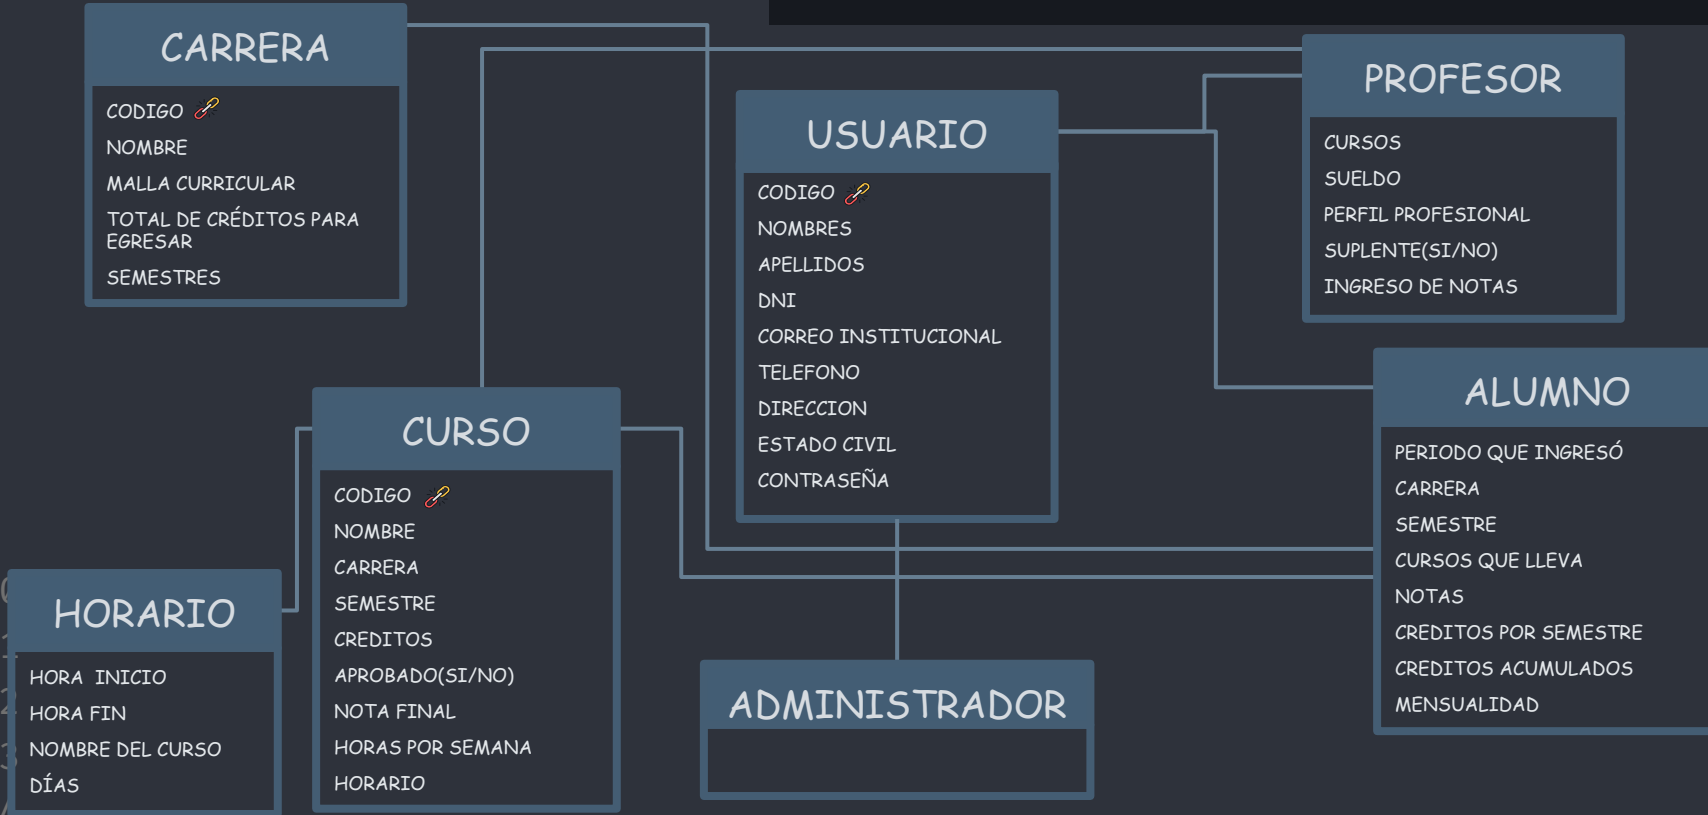 CARRERA
CODIGO
NOMBRE
MALLA CURRICULAR
TOTAL DE CRÉDITOS PARA
EGRESAR
SEMESTRES
USUARIO
CODIGO
NOMBRES
APELLIDOS
DNI
CORREO INSTITUCIONAL
TELEFONO
DIRECCION
ESTADO CIVIL
CONTRASEÑA
PROFESOR
CURSOS
SUELDO
PERFIL PROFESIONAL
SUPLENTE(SI/NO)
INGRESO DE NOTAS
ALUMNO
PERIODO QUE INGRESÓ
CARRERA
SEMESTRE
CURSOS QUE LLEVA
NOTAS
CREDITOS POR SEMESTRE
CREDITOS ACUMULADOS
MENSUALIDAD
CURSO
CODIGO
NOMBRE
CARRERA
SEMESTRE
CREDITOS
APROBADO(SI/NO)
NOTA FINAL
HORAS POR SEMANA
HORARIO
HORARIO
HORA INICIO
HORA FIN
NOMBRE DEL CURSO
DÍAS
ADMINISTRADOR